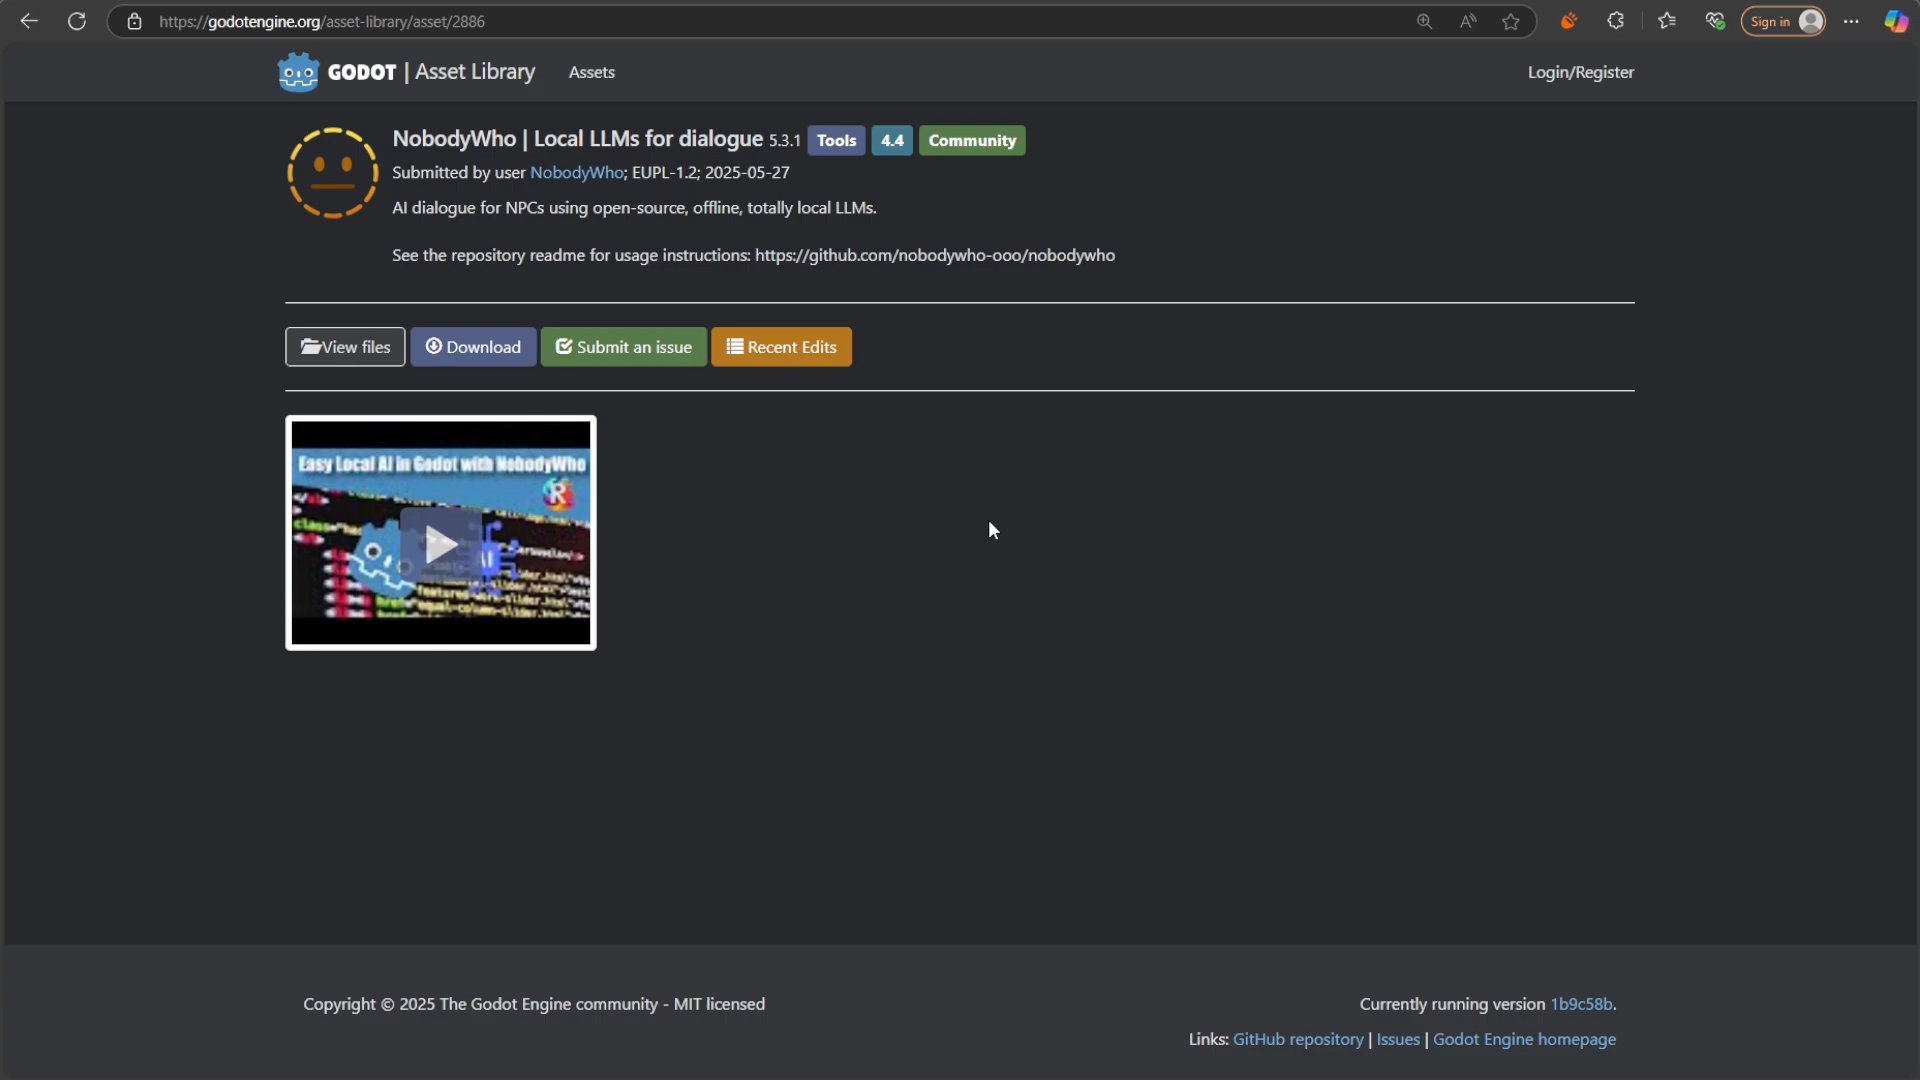 https://godotengine.org/asset-library/asset/2886
Sign in
GODOT | Asset Library
Assets
Login/Register
NobodyWho | Local LLMs for dialogue 5.3.1 Tools 4.4 Community
Submitted by user NobodyWho; EUPL-1.2; 2025-05-27
AI dialogue for NPCs using open-source, offline, totally local LLMs.
See the repository readme for usage instructions: https://github.com/nobodywho-ooo/nobodywho
View files
Download
Submit an issue
Recent Edits
Easy Local AI in Godot with NobodyWho
R
class=
AI
Copyright © 2025 The Godot Engine community - MIT licensed
Currently running version 1b9c58b.
Links: GitHub repository | Issues | Godot Engine homepage